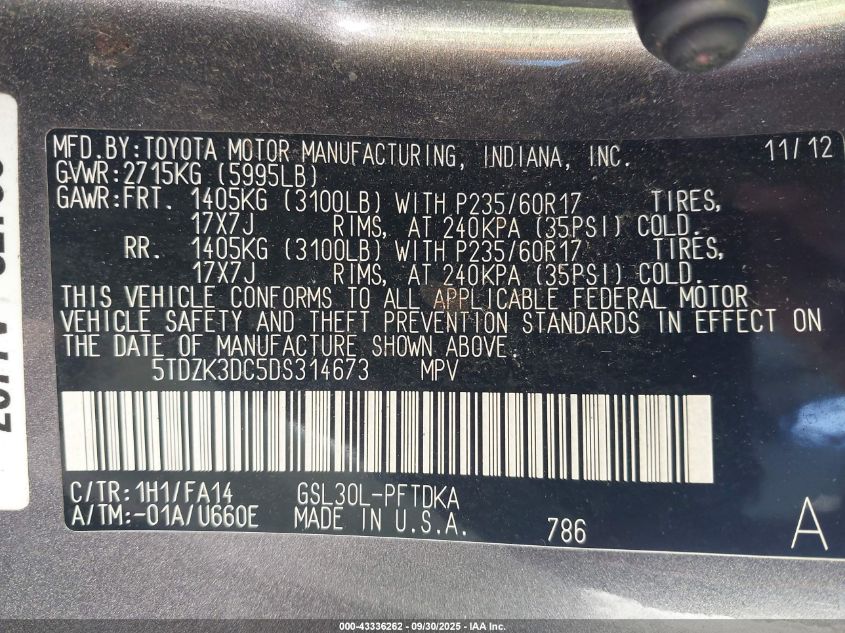 MFD.BY:TOYOTA MOTOR MANUFACTURING, INDIANA, INC. 11/12
GVWR:2715KG (5995LB)
GAWR:FRT. 1405KG (3100LB) WITH P235/60R17 TIRES,
17X7J RIMS, AT 240KPA (35PSI) COLD.
RR. 1405KG (3100LB) WITH P235/60R17 TIRES,
17X7J RIMS, AT 240KPA (35PSI) COLD.
THIS VEHICLE CONFORMS TO ALL APPLICABLE FEDERAL MOTOR
VEHICLE SAFETY AND THEFT PREVENTION STANDARDS IN EFFECT ON
THE DATE OF MANUFACTURE SHOWN ABOVE.
5TDZK3DC5DS314673 MPV
C/TR:1H1/FA14 GSL30L-PFTDKA
A/TM:-01A/U660E MADE IN U.S.A. 786 A
000-43336262 - 09/30/2025 - IAA Inc.